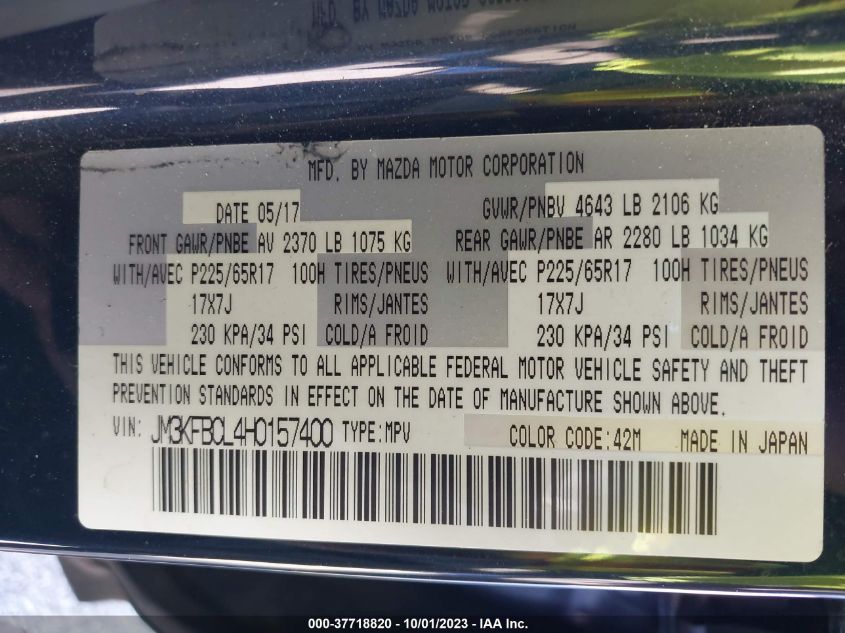 MFD. BY MAZDA MOTOR CORPORATION
DATE 05/17 GVWR/PNBV 4643 LB 2106 KG
FRONT GAWR/PNBE AV 2370 LB 1075 KG REAR GAWR/PNBE AR 2280 LB 1034 KG
WITH/AVEC P225/65R17 100H TIRES/PNEUS WITH/AVEC P225/65R17 100H TIRES/PNEUS
17X7J RIMS/JANTES 17X7J RIMS/JANTES
230 KPA/34 PSI COLD/A FROID 230 KPA/34 PSI COLD/A FROID
THIS VEHICLE CONFORMS TO ALL APPLICABLE FEDERAL MOTOR VEHICLE SAFETY AND THEFT
PREVENTION STANDARDS IN EFFECT ON THE DATE OF MANUFACTURE SHOWN ABOVE.
VIN: JM3KFBCL4H0157400 TYPE:MPV COLOR CODE:42M MADE IN JAPAN
000-37718820 - 10/01/2023 - IAA Inc.